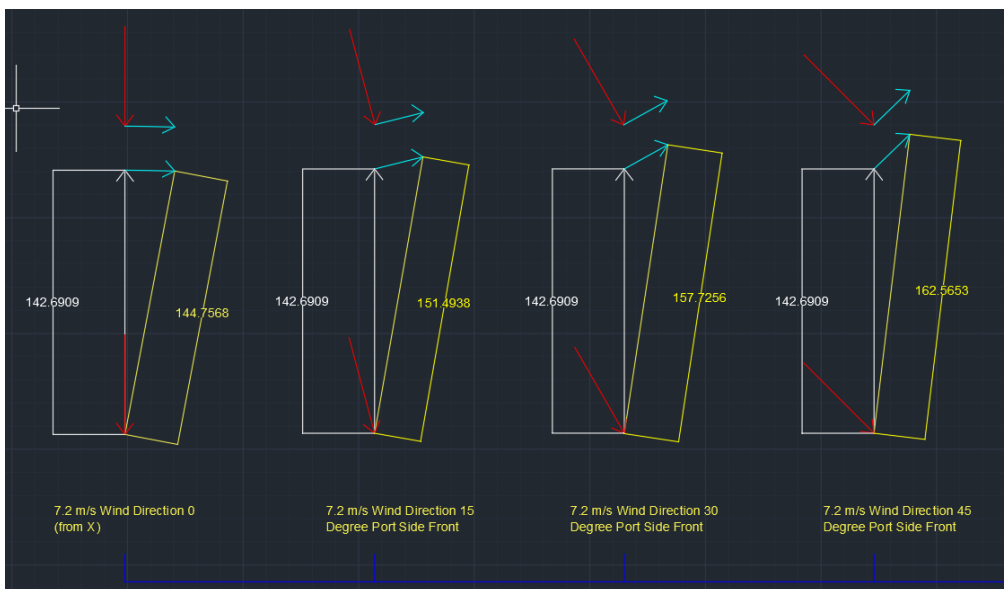 142.6909
144.7568
142.6909
151.4938
142.6909
157.7256
142.6909
162.5653
7.2 m/s Wind Direction 0
(from X)
7.2 m/s Wind Direction 15
Degree Port Side Front
7.2 m/s Wind Direction 30
Degree Port Side Front
7.2 m/s Wind Direction 45
Degree Port Side Front